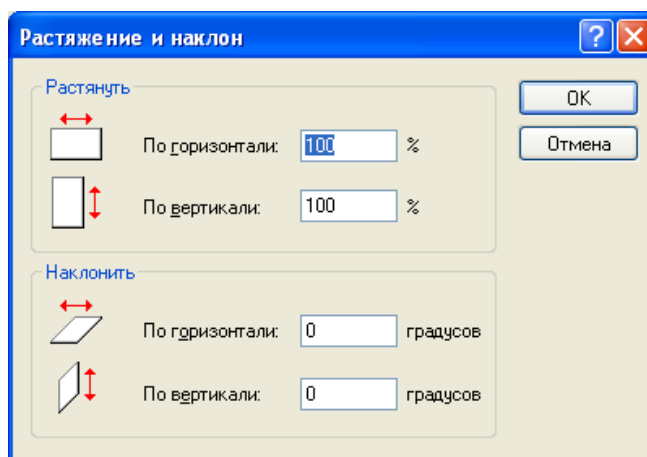 Растяжение и наклон
Растянуть
По горизонтали: 100 %
По вертикали: 100 %
Наклонить
По горизонтали: 0 градусов
По вертикали: 0 градусов
ОК
Отмена